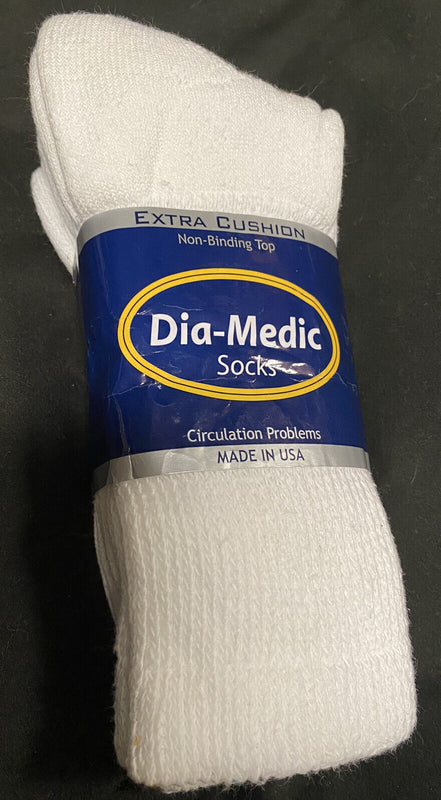 EXTRA CUSHION
Non-Binding Top
Dia-Medic
Socks
Circulation Problems
MADE IN USA